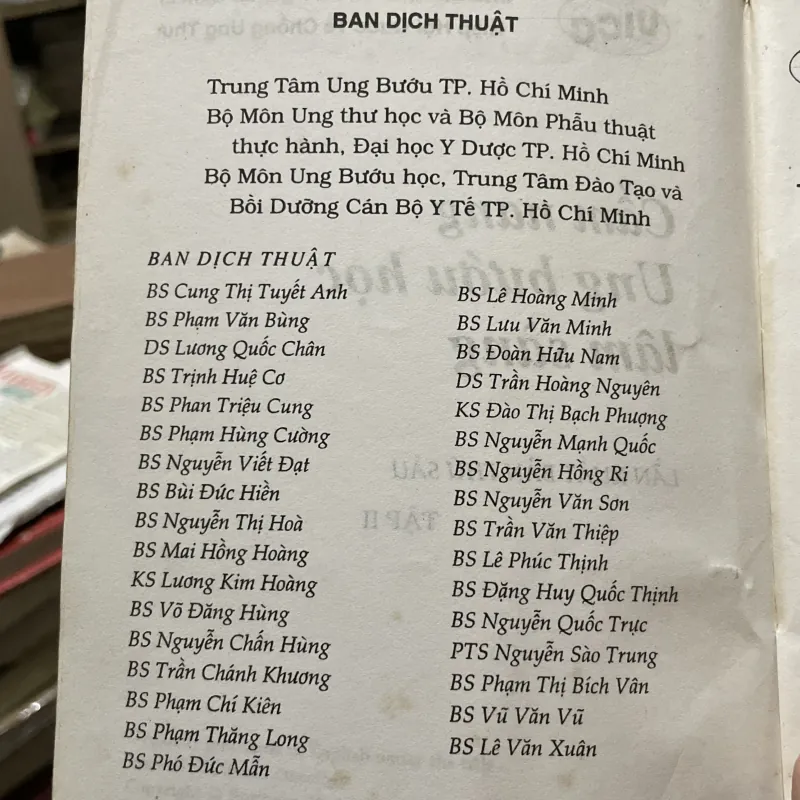 BAN DỊCH THUẬT
Trung Tâm Ung Bướu TP. Hồ Chí Minh
Bộ Môn Ung thư học và Bộ Môn Phẫu thuật
thực hành, Đại học Y Dược TP. Hồ Chí Minh
Bộ Môn Ung Bướu học, Trung Tâm Đào Tạo và
Bồi Dưỡng Cán Bộ Y Tế TP. Hồ Chí Minh
BAN DỊCH THUẬT
BS Cung Thị Tuyết Anh
BS Phạm Văn Bùng
DS Lương Quốc Chân
BS Trịnh Huệ Cơ
BS Phan Triệu Cung
BS Phạm Hùng Cường
BS Nguyễn Viết Đạt
BS Bùi Đức Hiền
BS Nguyễn Thị Hoà
BS Mai Hồng Hoàng
KS Lương Kim Hoàng
BS Võ Đăng Hùng
BS Nguyễn Chấn Hùng
BS Trần Chánh Khương
BS Phạm Chí Kiên
BS Phạm Thăng Long
BS Phó Đức Mẫn
BS Lê Hoàng Minh
BS Lưu Văn Minh
BS Đoàn Hữu Nam
DS Trần Hoàng Nguyên
KS Đào Thị Bạch Phượng
BS Nguyễn Mạnh Quốc
BS Nguyễn Hồng Ri
BS Nguyễn Văn Sơn
BS Trần Văn Thiệp
BS Lê Phúc Thịnh
BS Đặng Huy Quốc Thịnh
BS Nguyễn Quốc Trực
PTS Nguyễn Sào Trung
BS Phạm Thị Bích Vân
BS Vũ Văn Vũ
BS Lê Văn Xuân